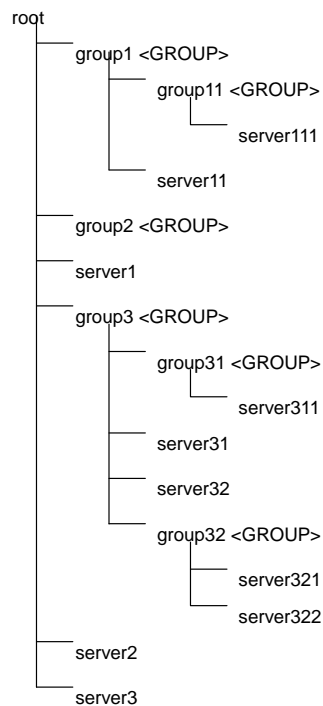 root
group1 <GROUP>
group11 <GROUP>
server111
server11
group2 <GROUP>
server1
group3 <GROUP>
group31 <GROUP>
server311
server31
server32
group32 <GROUP>
server321
server322
server2
server3